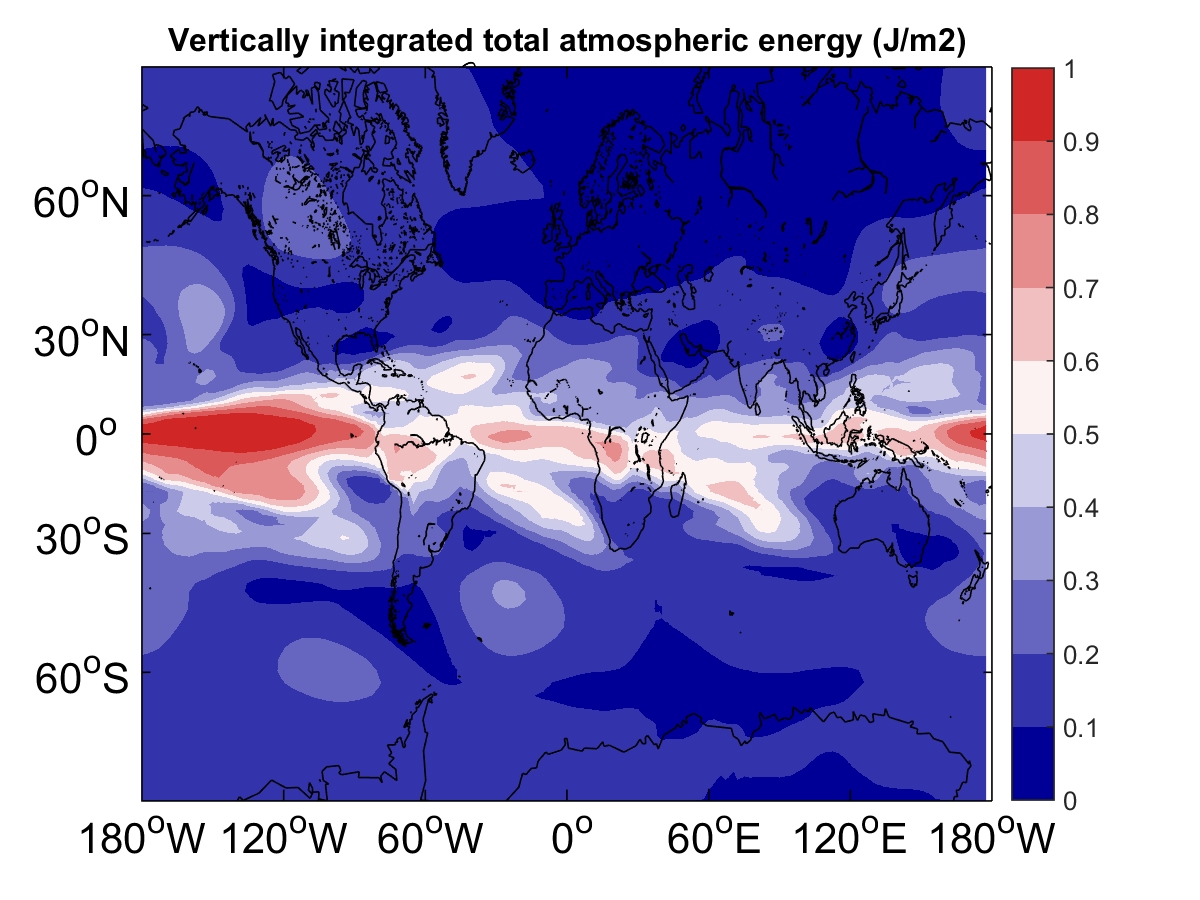 Vertically integrated total atmospheric energy (J/m2)
60°N
30°N
0°
30°S
60°S
180°W 120°W 60°W 0° 60°E 120°E 180°W
1
0.9
0.8
0.7
0.6
0.5
0.4
0.3
0.2
0.1
0